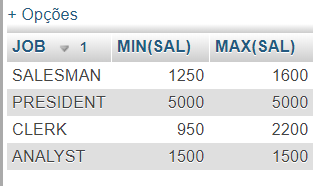 + Opções
JOB 1 MIN(SAL) MAX(SAL)
SALESMAN 1250 1600
PRESIDENT 5000 5000
CLERK 950 2200
ANALYST 1500 1500